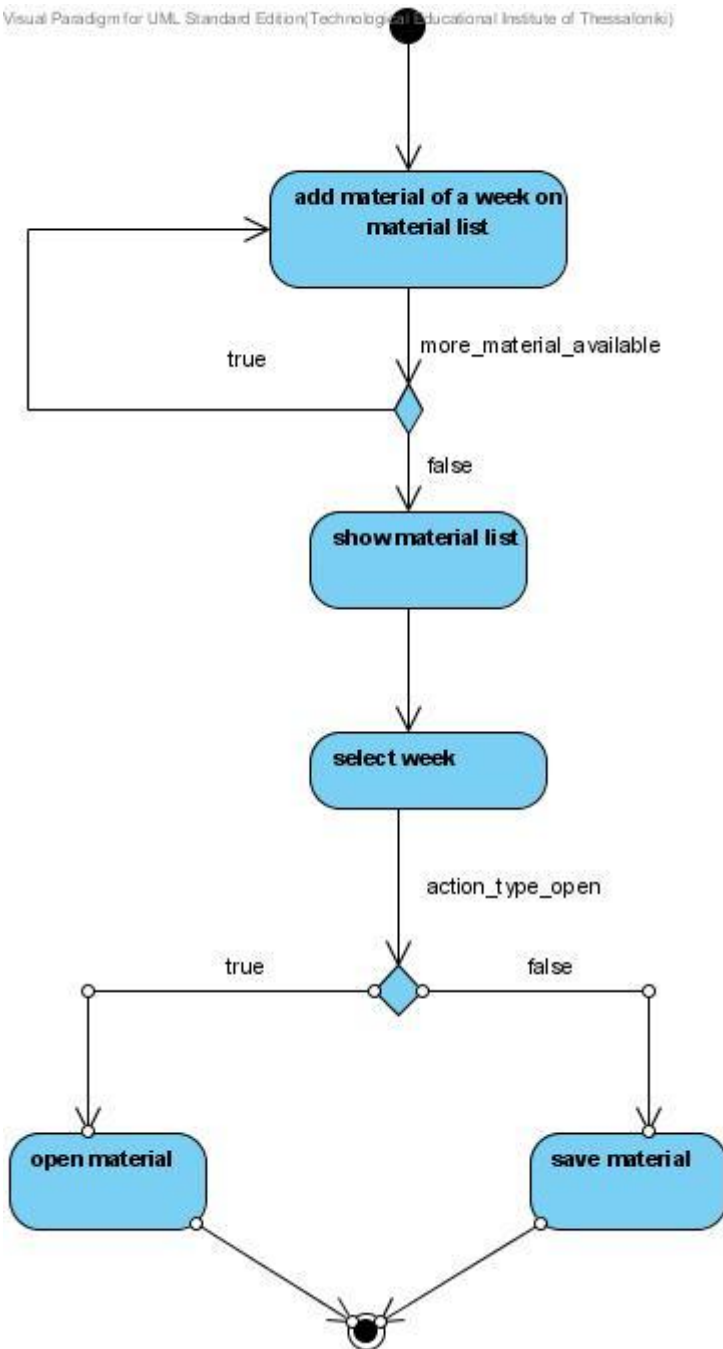 Visual Paradigm for UML Standard Edition(Technological Educational Institute of Thessaloniki)
add material of a week on
material list
more_material_available
true
false
show material list
select week
action_type_open
true
false
open material
save material